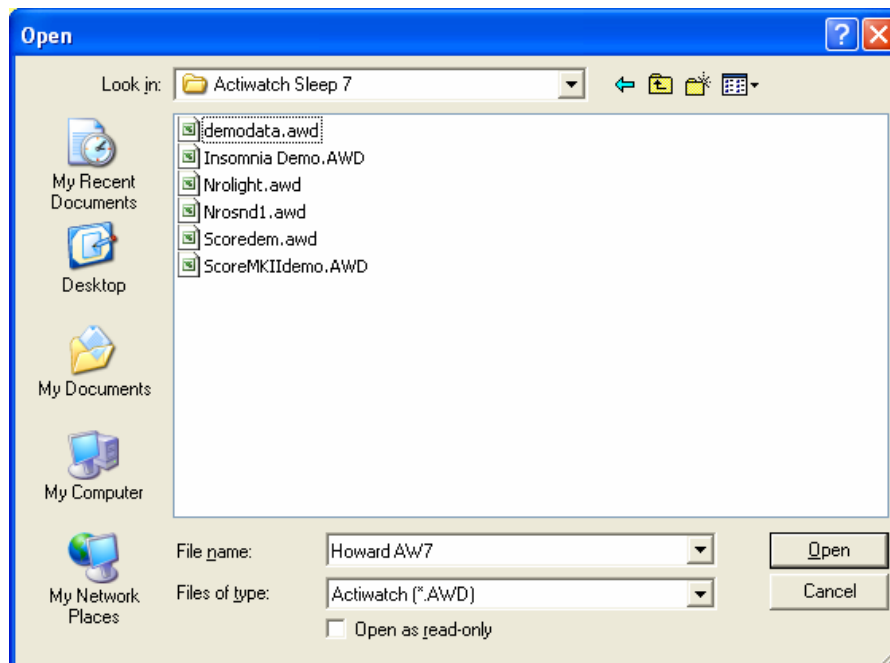 Open
Look in:
Actiwatch Sleep 7
My Recent
Documents
Desktop
My Documents
My Computer
My Network
Places
demodata.awd
Insomnia Demo.AWD
Nrolight.awd
Nrosnd1.awd
Scoredem.awd
ScoreMKIIdemo.AWD
File name:
Howard AW7
Open
Files of type:
Actiwatch (*.AWD)
Cancel
Open as read-only